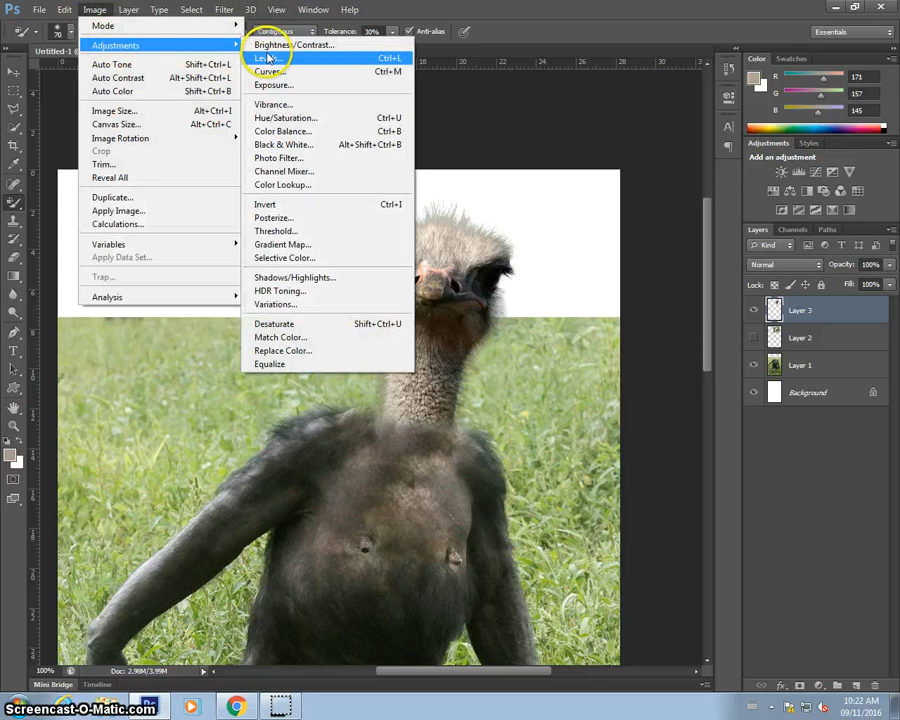 Ps File Edit Image Layer Type Select Filter 3D View Window Help
70 Contiguous Tolerance: 30% Anti-alias Essentials
Untitled-1
Mode
Adjustments
Auto Tone Shift+Ctrl+L
Auto Contrast Alt+Shift+Ctrl+L
Auto Color Shift+Ctrl+B
Image Size... Alt+Ctrl+I
Canvas Size... Alt+Ctrl+C
Image Rotation
Crop
Trim...
Reveal All
Duplicate...
Apply Image...
Calculations...
Variables
Apply Data Set...
Trap...
Analysis
Brightness/Contrast...
Ctrl+L
Curves... Ctrl+M
Exposure...
Vibrance...
Hue/Saturation... Ctrl+U
Color Balance... Ctrl+B
Black & White... Alt+Shift+Ctrl+B
Photo Filter...
Channel Mixer...
Color Lookup...
Invert Ctrl+I
Posterize...
Threshold...
Gradient Map...
Selective Color...
Shadows/Highlights...
HDR Toning...
Variations...
Desaturate Shift+Ctrl+U
Match Color...
Replace Color...
Equalize
Color Swatches
R 171
G 157
B 145
Adjustments Styles
Add an adjustment
Layers Channels Paths
Kind
Normal Opacity: 100%
Lock: Fill: 100%
Layer 3
Layer 2
Layer 1
Background
100% Doc: 2.98M/3.99M
Mini Bridge Timeline
Screencast-O-Matic.com
10:22 AM
09/11/2016